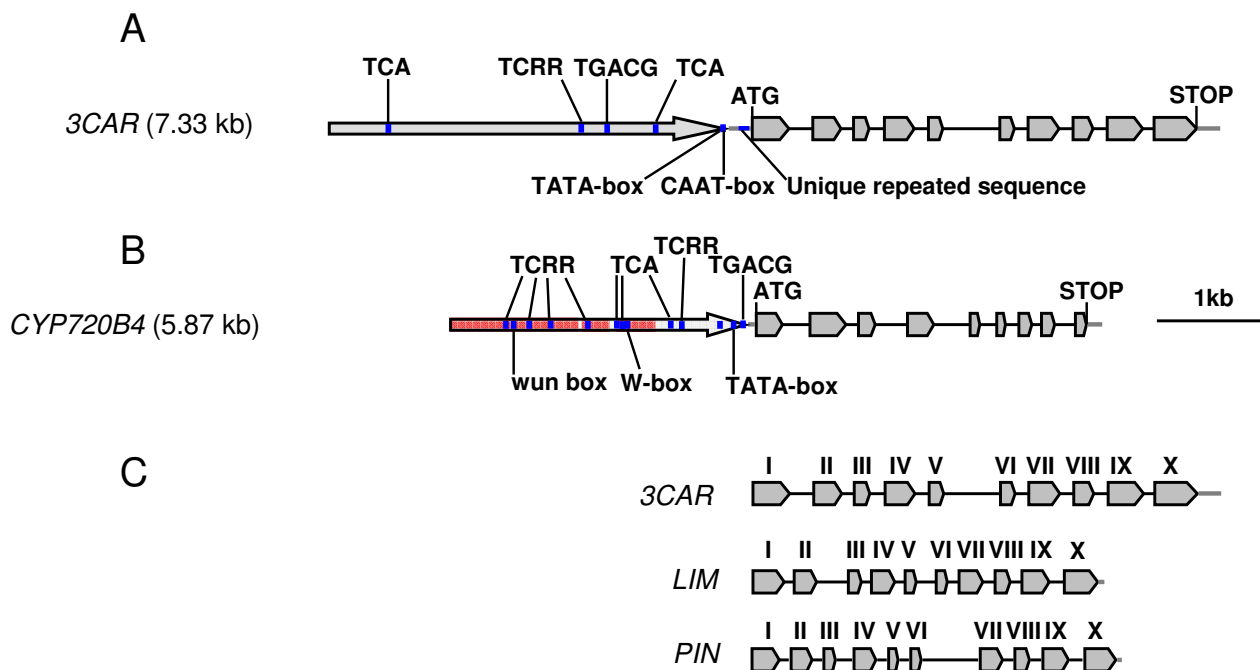 A
TCA TCRR TGACG TCA
ATG STOP
3CAR (7.33 kb)
TATA-box CAAT-box Unique repeated sequence
B
TCRR TCA TCRR TGACG
ATG STOP 1kb
CYP720B4 (5.87 kb)
wun box W-box TATA-box
C
I II III IV V VI VII VIII IX X
3CAR
I II III IV V VI VII VIII IX X
LIM
I II III IV V VI VII VIII IX X
PIN